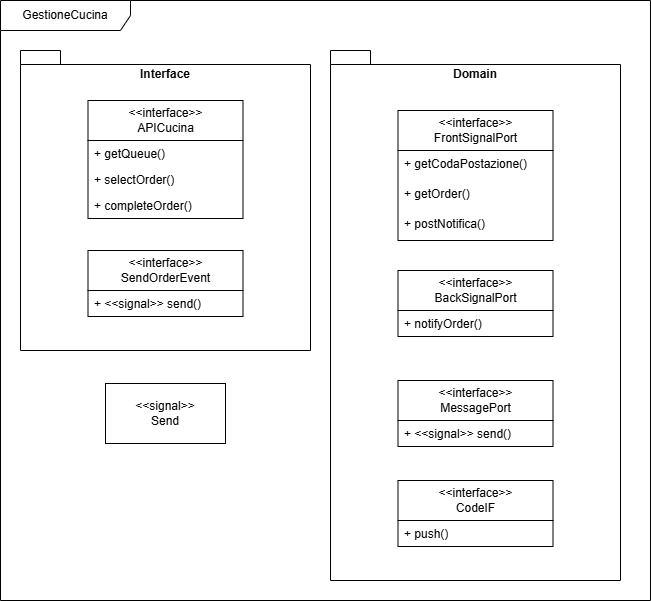 GestioneCucina
Interface
<<interface>>
APICucina
+ getQueue()
+ selectOrder()
+ completeOrder()
<<interface>>
SendOrderEvent
+ <<signal>> send()
<<signal>>
Send
Domain
<<interface>>
FrontSignalPort
+ getCodaPostazione()
+ getOrder()
+ postNotifica()
<<interface>>
BackSignalPort
+ notifyOrder()
<<interface>>
MessagePort
+ <<signal>> send()
<<interface>>
CodeIF
+ push()